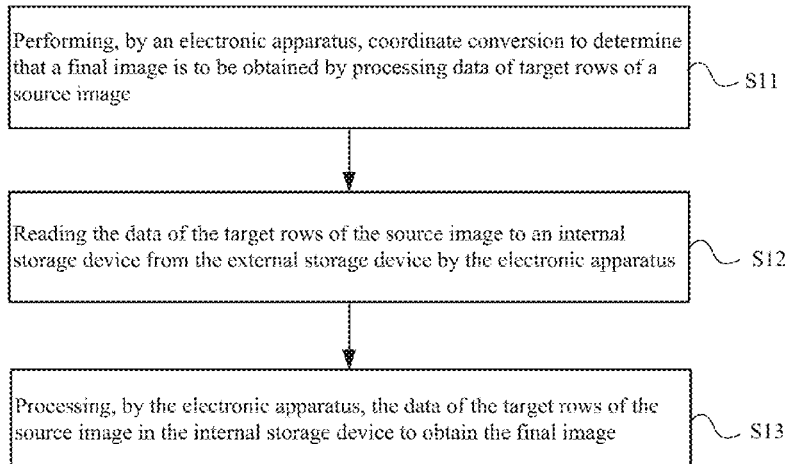 Performing, by an electronic apparatus, coordinate conversion to determine
that a final image is to be obtained by processing data of target rows of a
source image
S11
Reading the data of the target rows of the source image to an internal
storage device from the external storage device by the electronic apparatus
S12
Processing, by the electronic apparatus, the data of the target rows of the
source image in the internal storage device to obtain the final image
S13